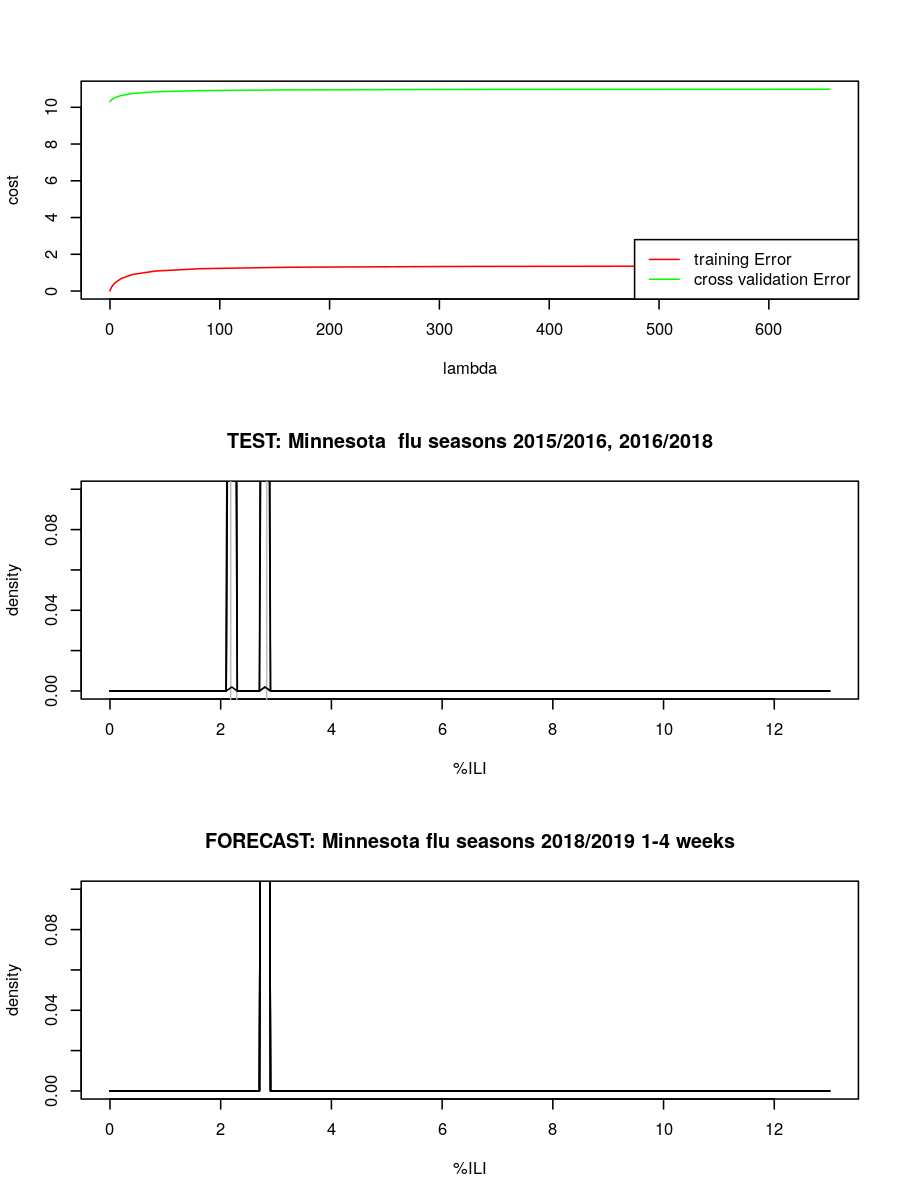 cost
10
8
6
4
2
0
training Error
cross validation Error
0 100 200 300 400 500 600
lambda
TEST: Minnesota  flu seasons 2015/2016, 2016/2018
density
0.08
0.04
0.00
0 2 4 6 8 10 12
%ILI
FORECAST: Minnesota flu seasons 2018/2019 1-4 weeks
density
0.08
0.04
0.00
0 2 4 6 8 10 12
%ILI